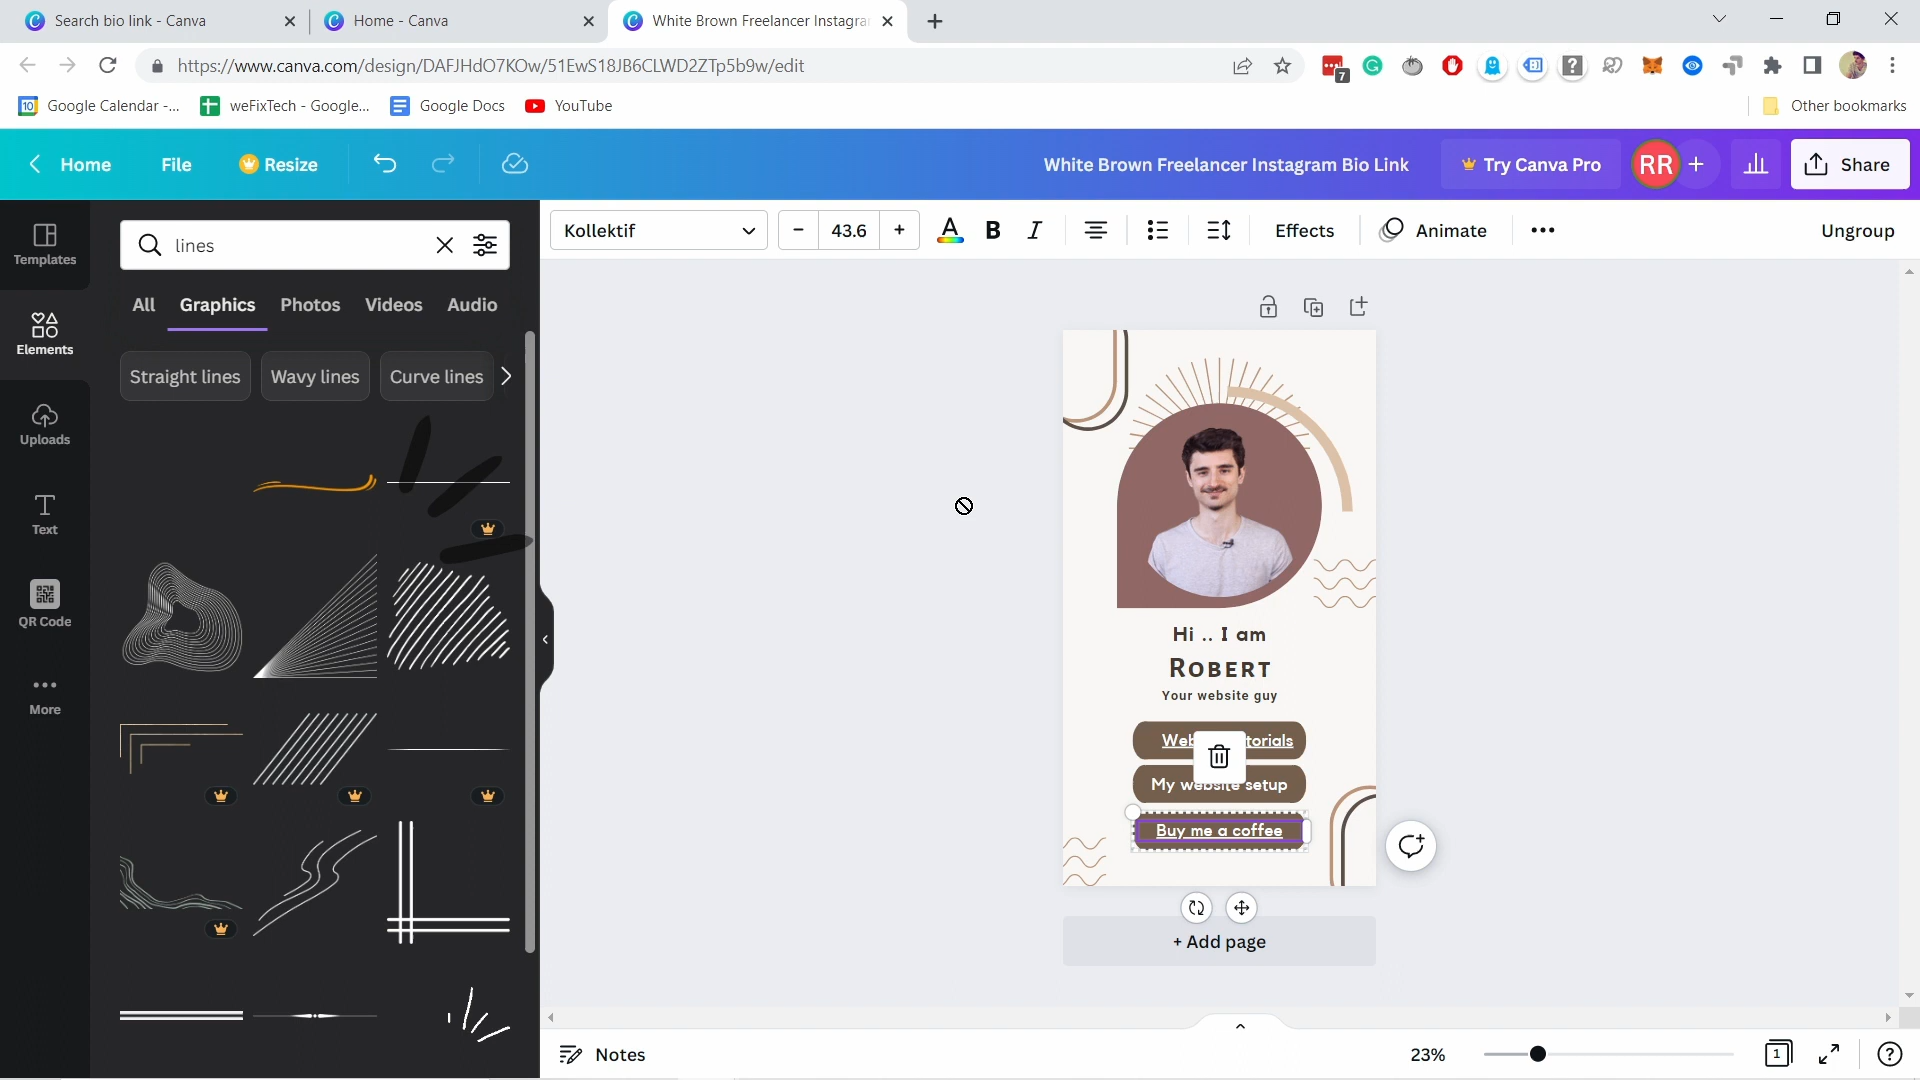 Search bio link - Canva
Home - Canva
White Brown Freelancer Instagra
https://www.canva.com/design/DAFJHdO7KOw/51EwS18JB6CLWD2ZTp5b9w/edit
7
10
Google Calendar -...
weFixTech - Google...
Google Docs
YouTube
Other bookmarks
Home
File
Resize
White Brown Freelancer Instagram Bio Link
Try Canva Pro
RR
Share
Templates
Elements
Uploads
Text
QR Code
More
lines
All
Graphics
Photos
Videos
Audio
Straight lines
Wavy lines
Curve lines
Kollektif
43.6
A
B
I
Effects
Animate
Ungroup
Hi .. I am
ROBERT
Your website guy
My website setup
Buy me a coffee
+ Add page
Notes
23%
1